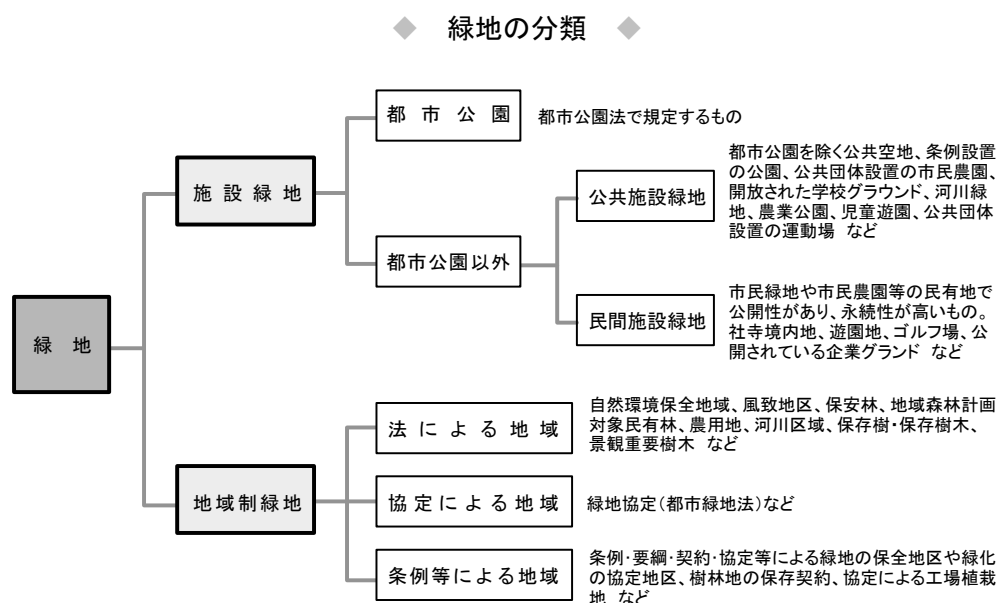 ◆ 緑地の分類 ◆
都市公園
都市公園法で規定するもの
都市公園を除く公共空地、条例設置
の公園、公共団体設置の市民農園、
開放された学校グラウンド、河川緑
地、農業公園、児童遊園、公共団体
設置の運動場 など
施設緑地
公共施設緑地
都市公園以外
市民緑地や市民農園等の民有地で
公開性があり、永続性が高いもの。
社寺境内地、遊園地、ゴルフ場、公
開されている企業グランド など
民間施設緑地
緑地
自然環境保全地域、風致地区、保安林、地域森林計画
対象民有林、農用地、河川区域、保存樹・保存樹木、
景観重要樹木 など
法による地域
地域制緑地
協定による地域
緑地協定(都市緑地法)など
条例等による地域
条例・要綱・契約・協定等による緑地の保全地区や緑化
の協定地区、樹林地の保存契約、協定による工場植栽
地 など